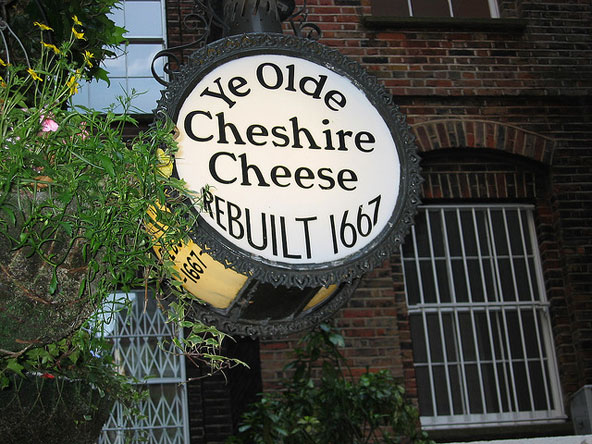 Ye Olde
Cheshire
Cheese
REBUILT 1667
1667